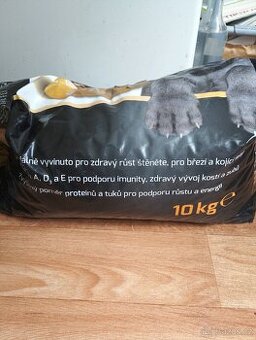 vyvinuto pro zdravý růst štěněte, pro březí a kojící
A, D₃ a E pro podporu imunity, zdravý vývoj kostí a zubů
poměr proteinů a tuků pro podporu růstu a energii
10 kg ℮